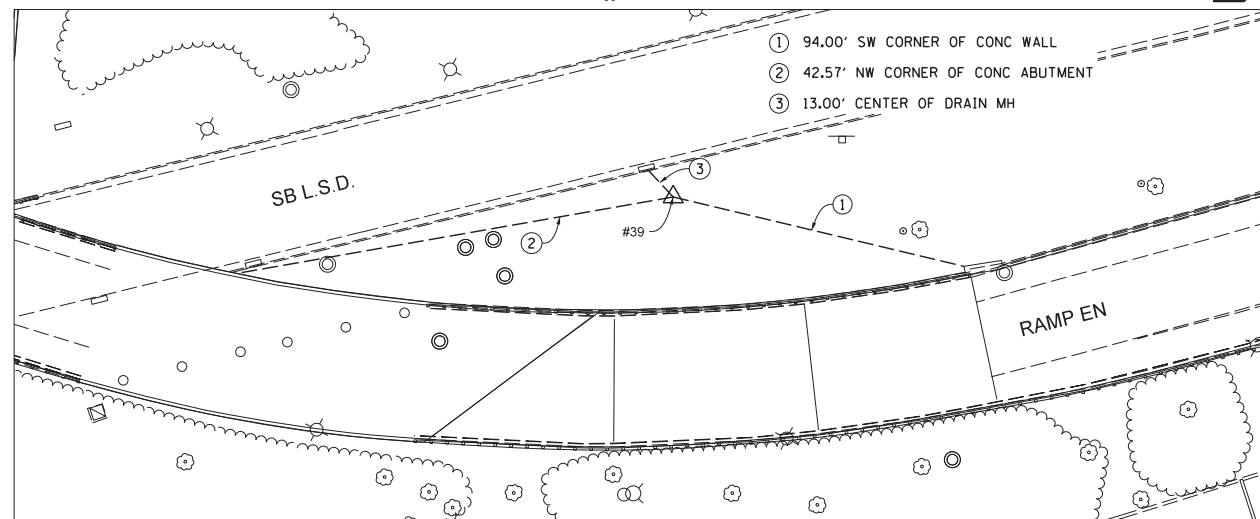 ① 94.00' SW CORNER OF CONC WALL
② 42.57' NW CORNER OF CONC ABUTMENT
③ 13.00' CENTER OF DRAIN MH
SB L.S.D.
③
①
②
#39
RAMP EN